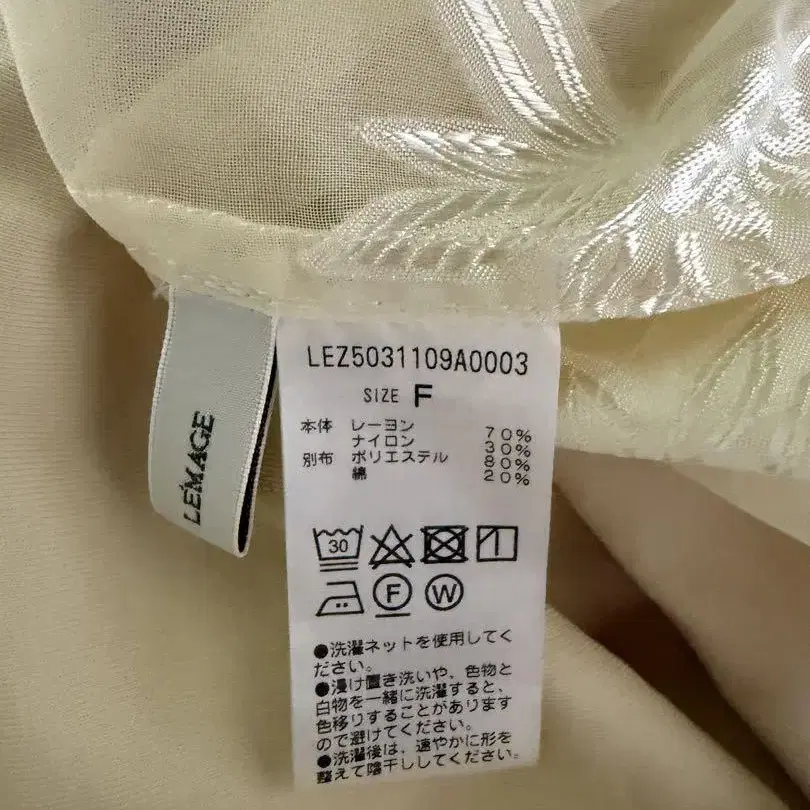 LE'MAGE
LEZ5031109A0003
SIZE F
本体 レーヨン 70%
ナイロン 30%
別布 ポリエステル 80%
綿 20%
30
F W
●洗濯ネットを使用してく
ださい。
●浸け置き洗いや、色物と
白物を一緒に洗濯すると、
色移りすることがあります
ので避けてください。
●洗濯後は、速やかに形を
整えて陰干ししてください。